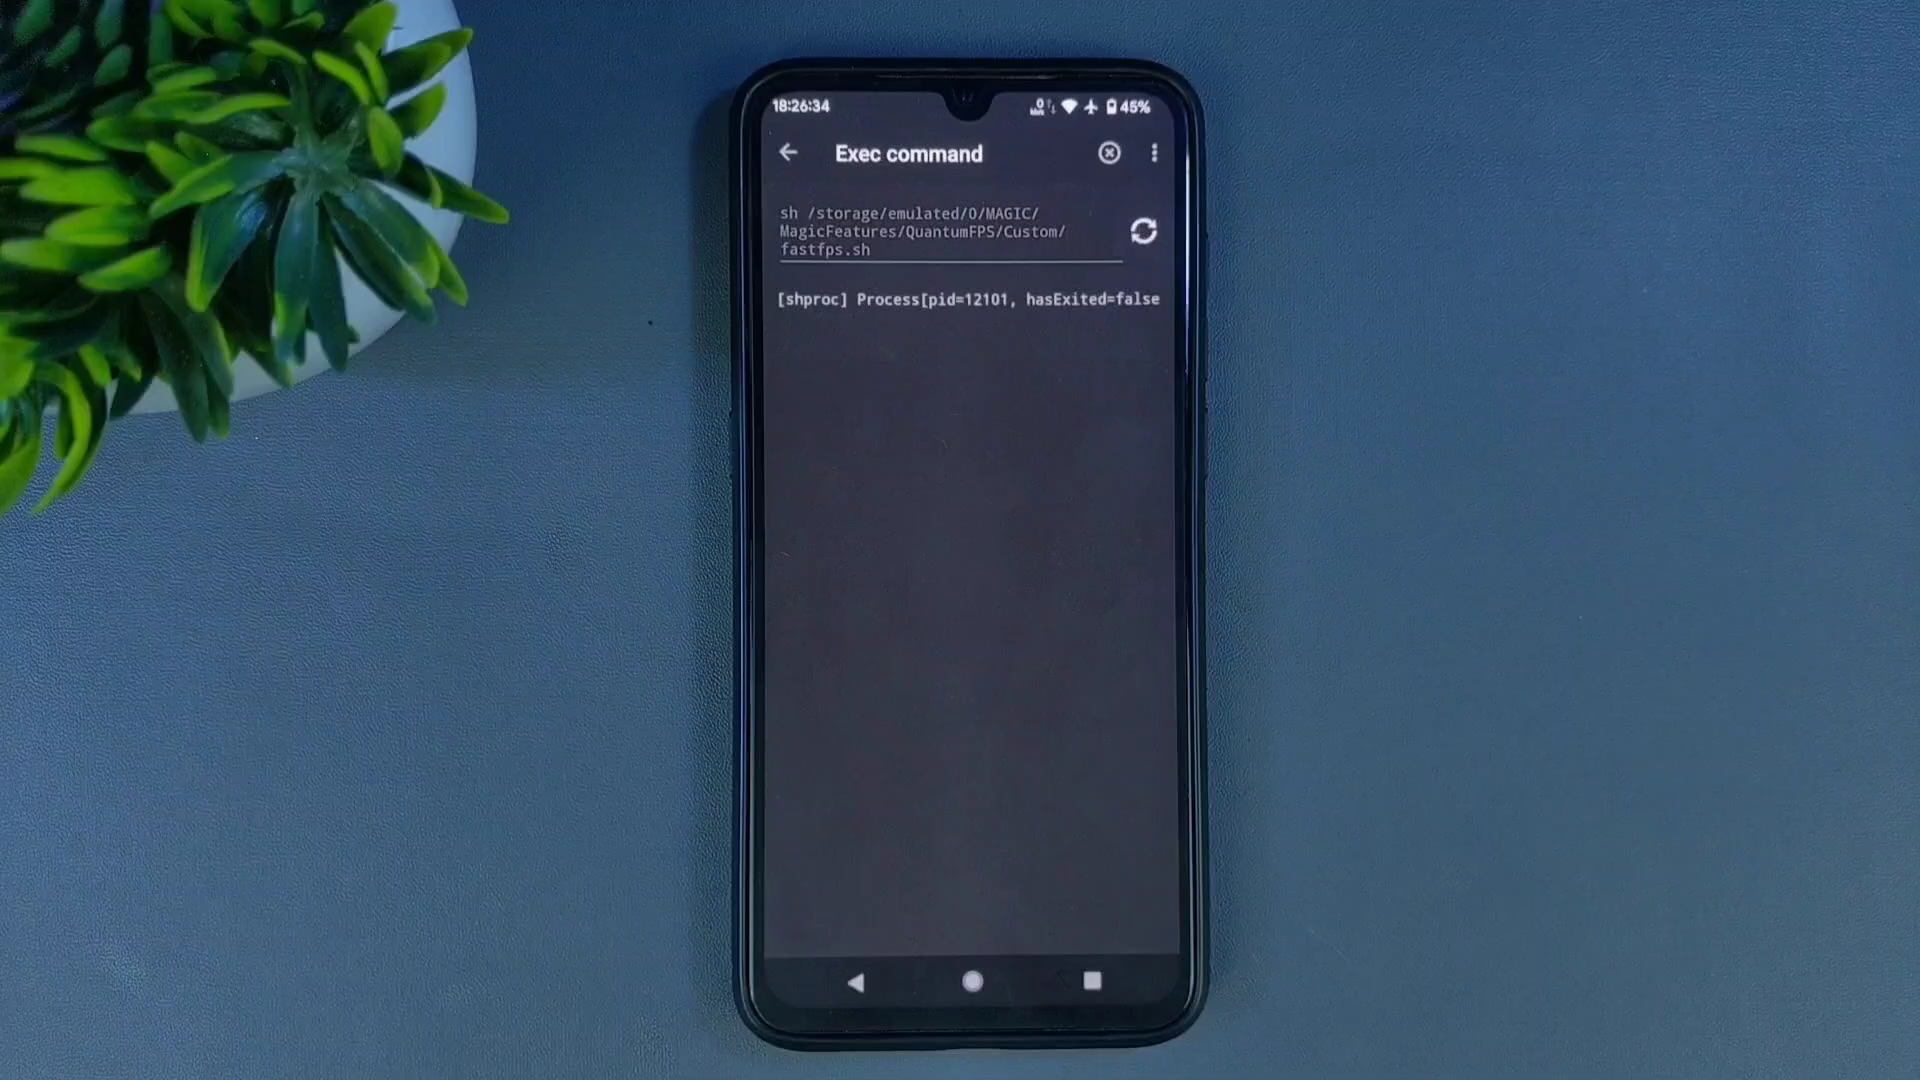 18:26:34
0
45%
Exec command
sh /storage/emulated/0/MAGIC/
MagicFeatures/QuantumFPS/Custom/
fastfps.sh
[shproc] Process[pid=12101, hasExited=false